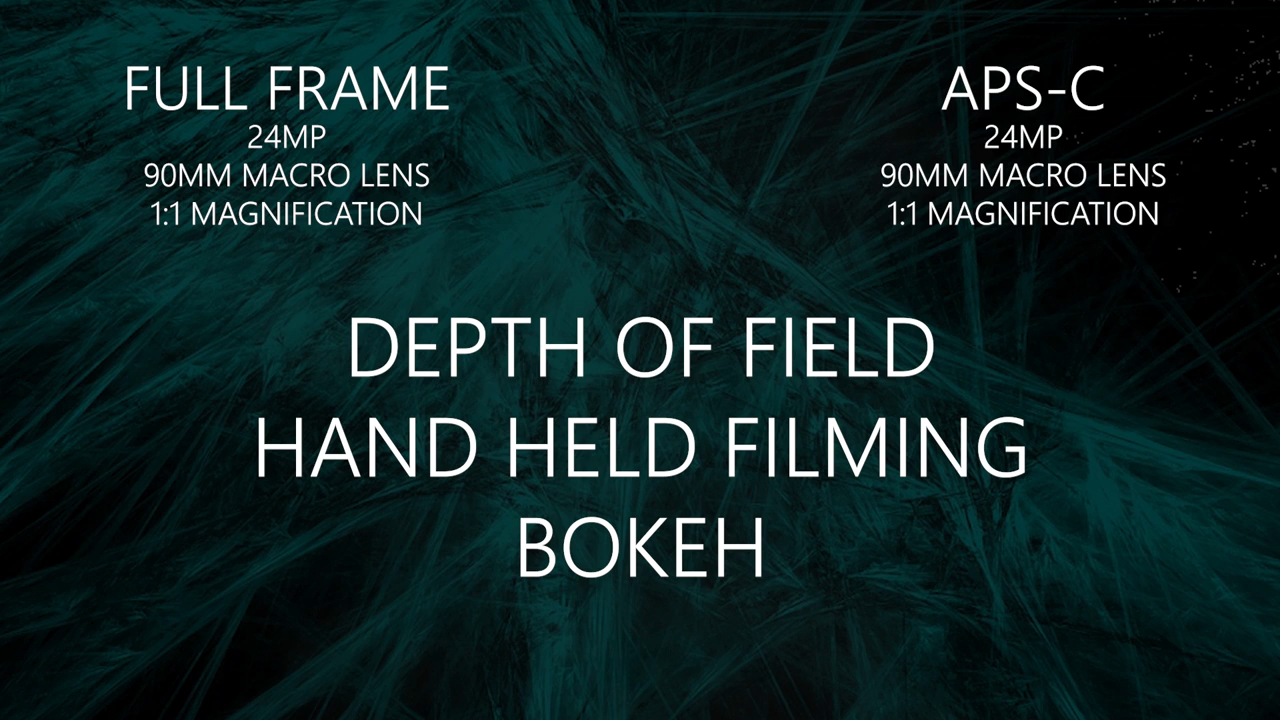 FULL FRAME
24MP
90MM MACRO LENS
1:1 MAGNIFICATION
APS-C
24MP
90MM MACRO LENS
1:1 MAGNIFICATION
DEPTH OF FIELD
HAND HELD FILMING
BOKEH